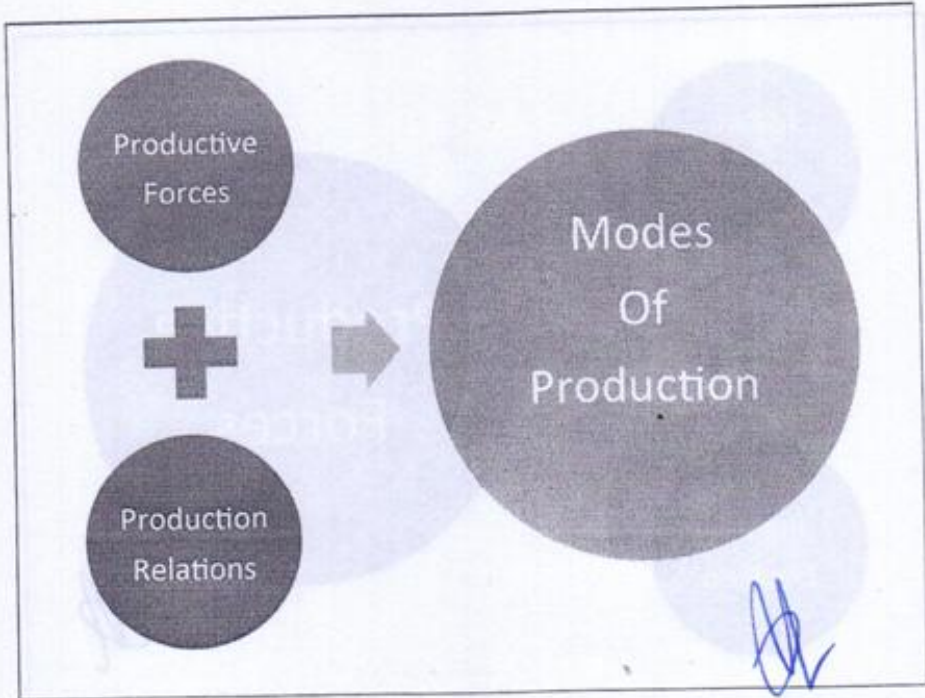 Productive
Forces
Production
Relations
Modes
Of
Production